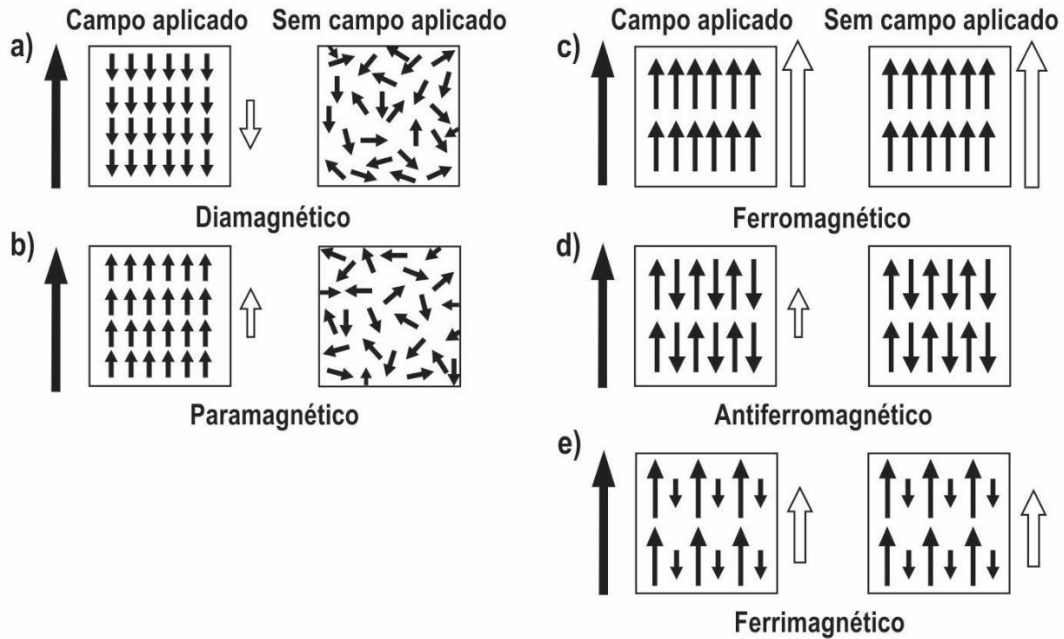 Campo aplicado Sem campo aplicado
a)
Diamagnético
b)
Paramagnético
Campo aplicado Sem campo aplicado
c)
Ferromagnético
d)
Antiferromagnético
e)
Ferrimagnético